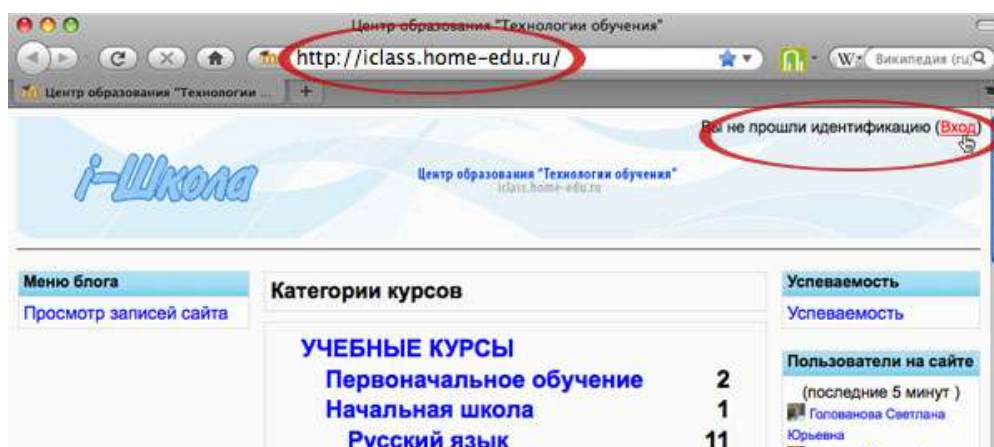 Центр образования "Технологии обучения"
http://iclass.home-edu.ru/
W
Википедия (ru)
Центр образования "Технологии ...
+
Вы не прошли идентификацию (Вход)
i-Школа
Центр образования "Технологии обучения"
iclass.home-edu.ru
Меню блога
Просмотр записей сайта
Категории курсов
УЧЕБНЫЕ КУРСЫ
Первоначальное обучение 2
Начальная школа 1
Русский язык 11
Успеваемость
Успеваемость
Пользователи на сайте
(последние 5 минут )
Голованова Светлана
Юрьевна